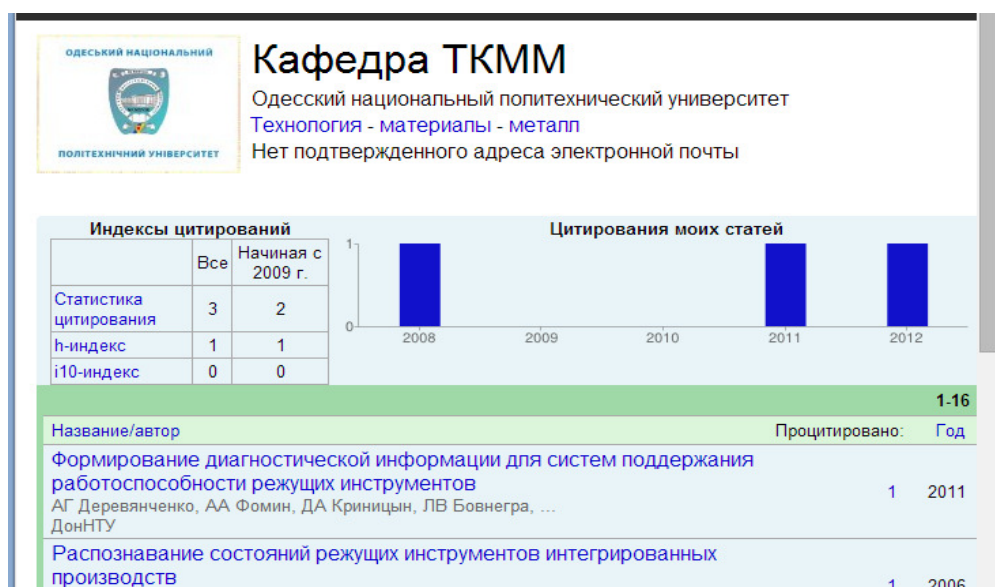 ОДЕСЬКИЙ НАЦІОНАЛЬНИЙ
ПОЛІТЕХНІЧНИЙ УНІВЕРСИТЕТ
Кафедра ТКММ
Одесский национальный политехнический университет
Технология - материалы - металл
Нет подтвержденного адреса электронной почты
Индексы цитирований
Все Начиная с
2009 г.
Статистика
цитирования 3 2
h-индекс 1 1
i10-индекс 0 0
Цитирования моих статей
1
0
2008 2009 2010 2011 2012
1-16
Название/автор Процитировано: Год
Формирование диагностической информации для систем поддержания
работоспособности режущих инструментов 1 2011
АГ Деревянченко, АА Фомин, ДА Криницын, ЛВ Бовнегра, ...
ДонНТУ
Распознавание состояний режущих инструментов интегрированных
производств 1 2006